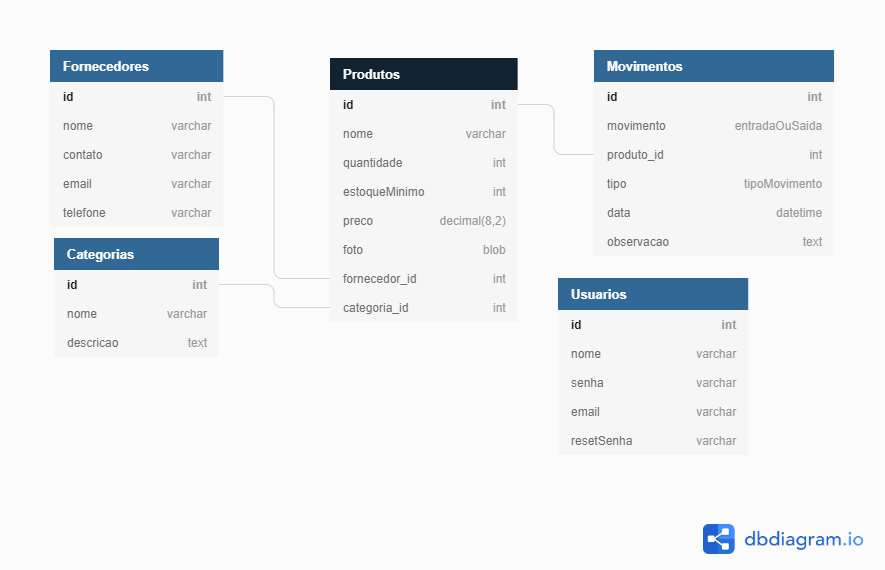 Fornecedores
id int
nome varchar
contato varchar
email varchar
telefone varchar
Categorias
id int
nome varchar
descricao text
Produtos
id int
nome varchar
quantidade int
estoqueMinimo int
preco decimal(8,2)
foto blob
fornecedor_id int
categoria_id int
Movimentos
id int
movimento entradaOuSaida
produto_id int
tipo tipoMovimento
data datetime
observacao text
Usuarios
id int
nome varchar
senha varchar
email varchar
resetSenha varchar
dbdiagram.io